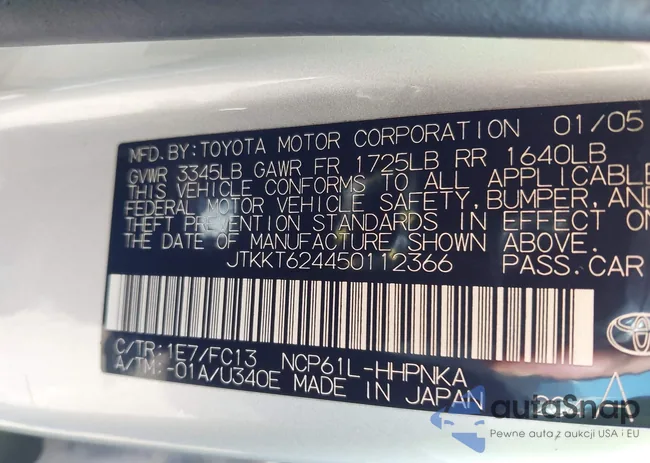 MFD. BY: TOYOTA MOTOR CORPORATION 01/05
GVWR 3345LB GAWR FR 1725LB RR 1640LB
THIS VEHICLE CONFORMS TO ALL APPLICABLE
FEDERAL MOTOR VEHICLE SAFETY, BUMPER, AND
THEFT PREVENTION STANDARDS IN EFFECT ON
THE DATE OF MANUFACTURE SHOWN ABOVE.
JTKKT624450112366 PASS. CAR
C/TR: 1E7/FC13 NCP61L-HHPNKA
A/TM: -01A/U340E MADE IN JAPAN
autoSnap
Pewne auta z aukcji USA i EU